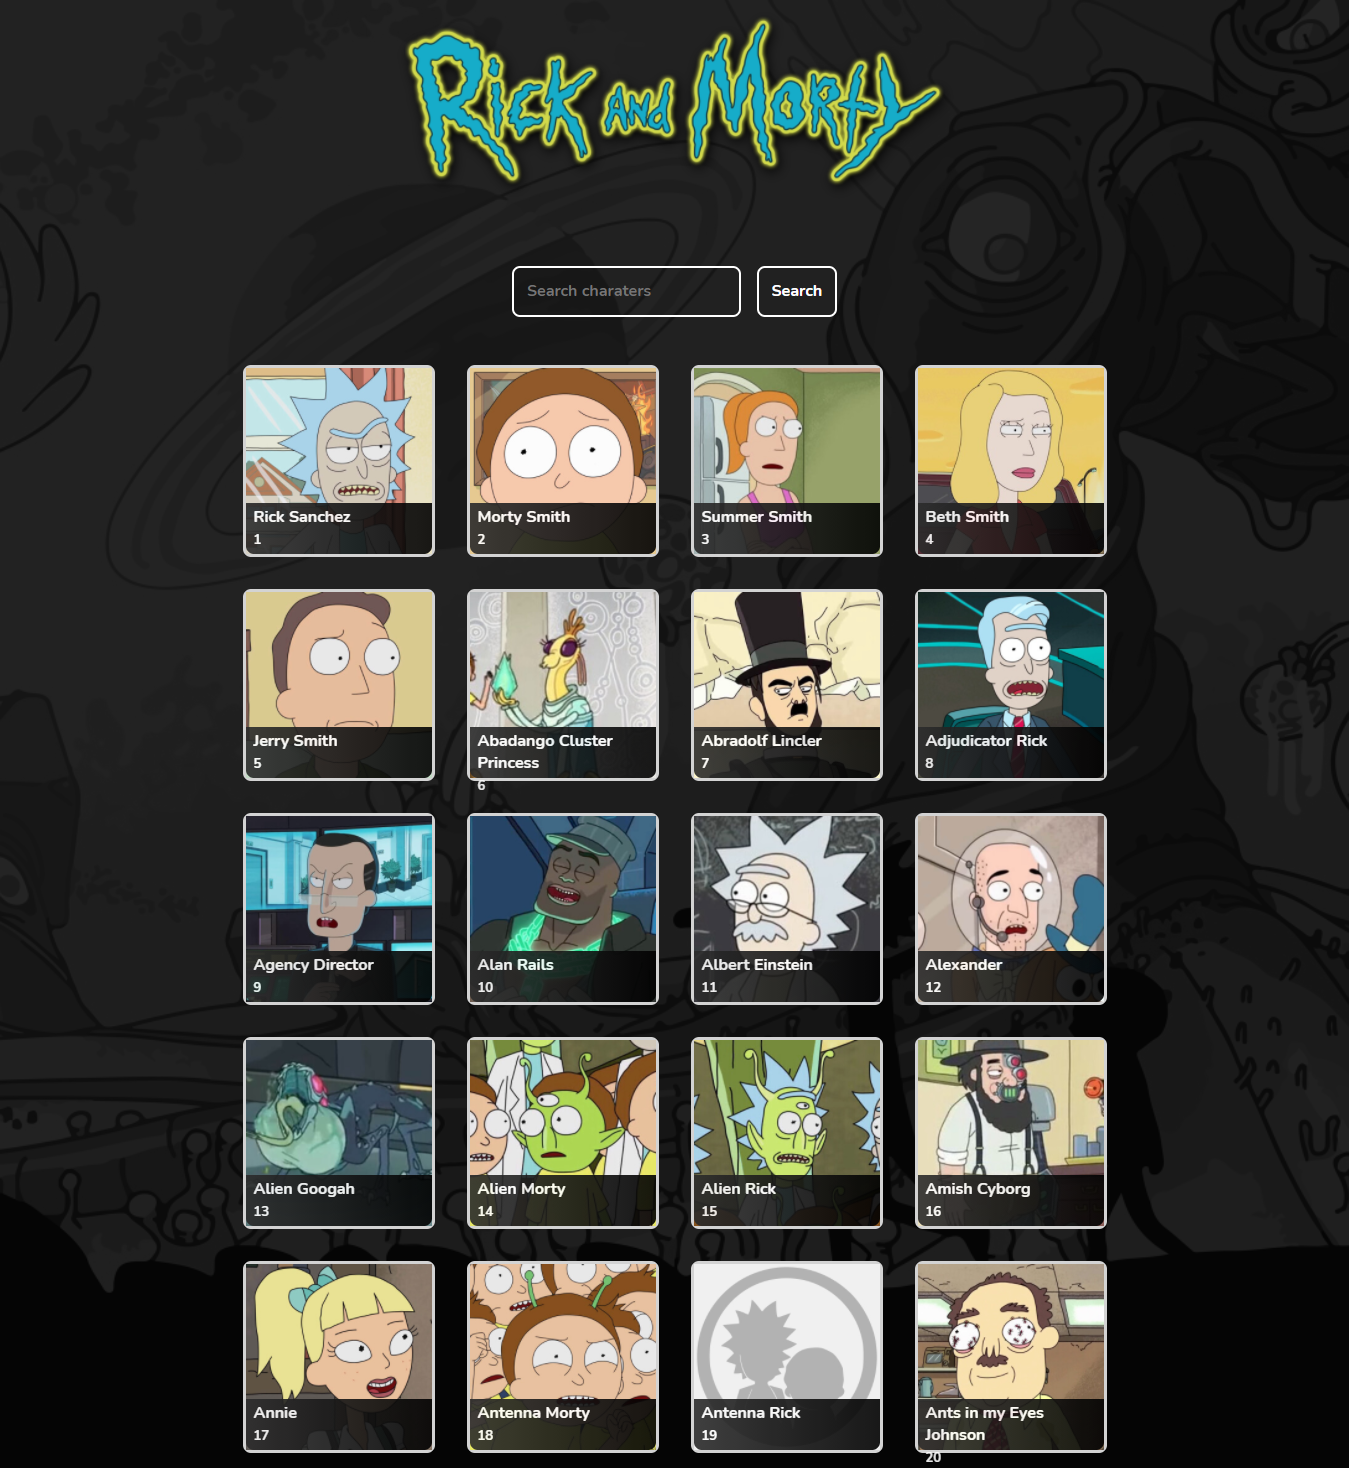 Rick and Morty
Search charaters
Search
Rick Sanchez
1
Morty Smith
2
Summer Smith
3
Beth Smith
4
Jerry Smith
5
Abadango Cluster
Princess
6
Abradolf Lincler
7
Adjudicator Rick
8
Agency Director
9
Alan Rails
10
Albert Einstein
11
Alexander
12
Alien Googah
13
Alien Morty
14
Alien Rick
15
Amish Cyborg
16
Annie
17
Antenna Morty
18
Antenna Rick
19
Ants in my Eyes
Johnson
20